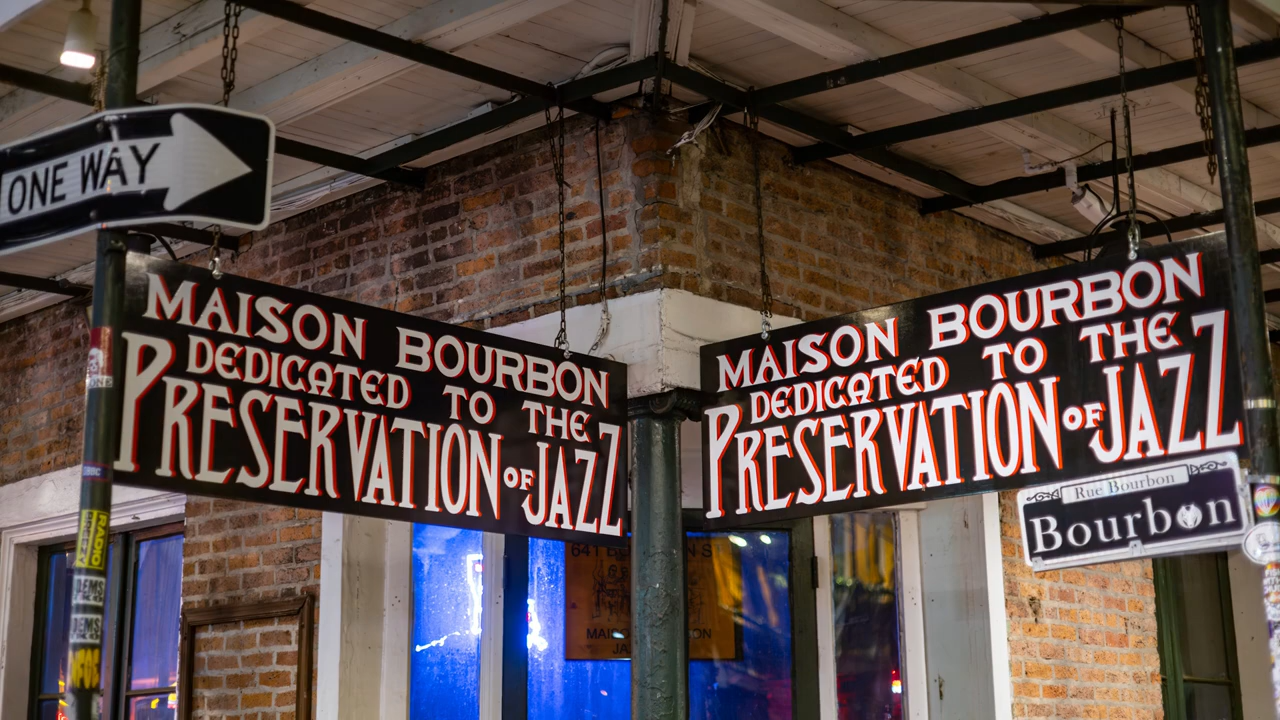 ONE WAY
MAISON BOURBON
DEDICATED TO THE
PRESERVATION OF JAZZ
MAISON BOURBON
DEDICATED TO THE
PRESERVATION OF JAZZ
Rue Bourbon
Bourbon
641
RADIO